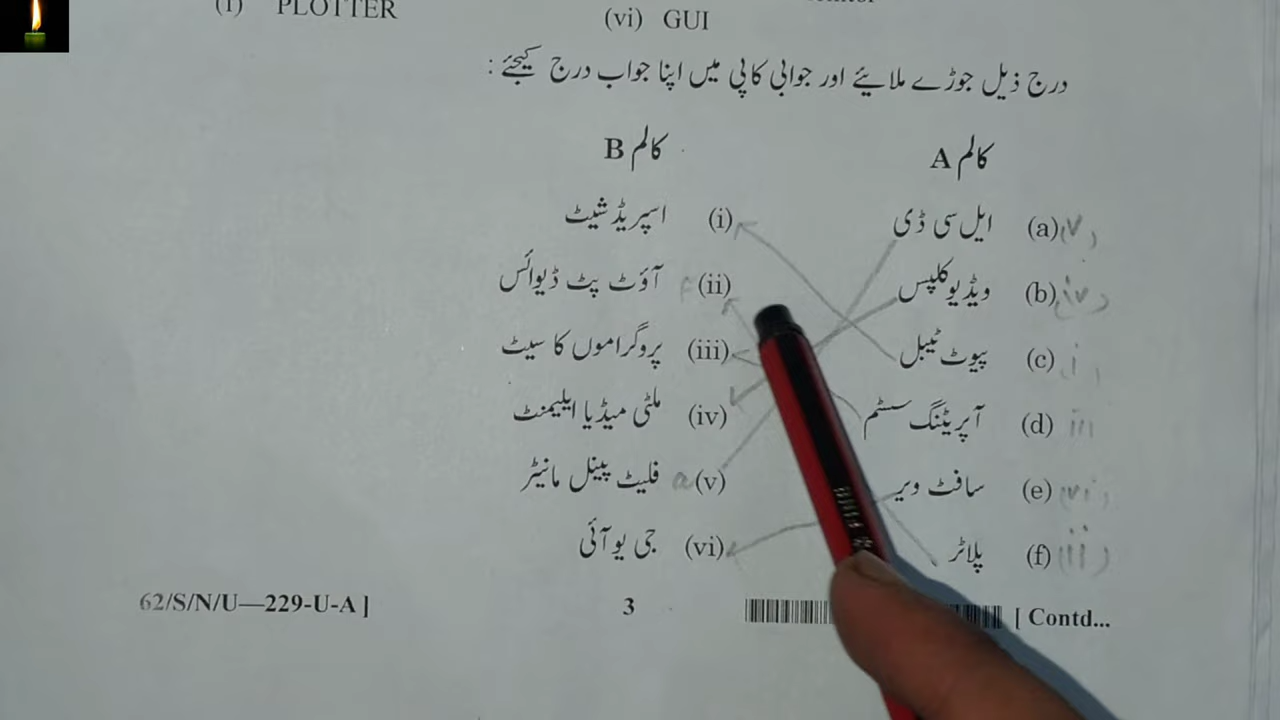 (f) PLOTTER
(vi) GUI
درج ذیل جوڑے ملایئے اور جوابی کاپی میں اپنا جواب درج کیجئے :
کالم A کالم B
(a) ایل سی ڈی (i) اسپریڈ شیٹ
(b) ویڈیو کلپس (ii) آؤٹ پٹ ڈیوائس
(c) پیوٹ ٹیبل (iii) پروگراموں کا سیٹ
(d) آپریٹنگ سسٹم (iv) ملٹی میڈیا ایلیمنٹ
(e) سافٹ ویر (v) فلیٹ پینل مانیٹر
(f) پلاٹر (vi) جی یو آئی
62/S/N/U—229-U-A ] 3 [ Contd...